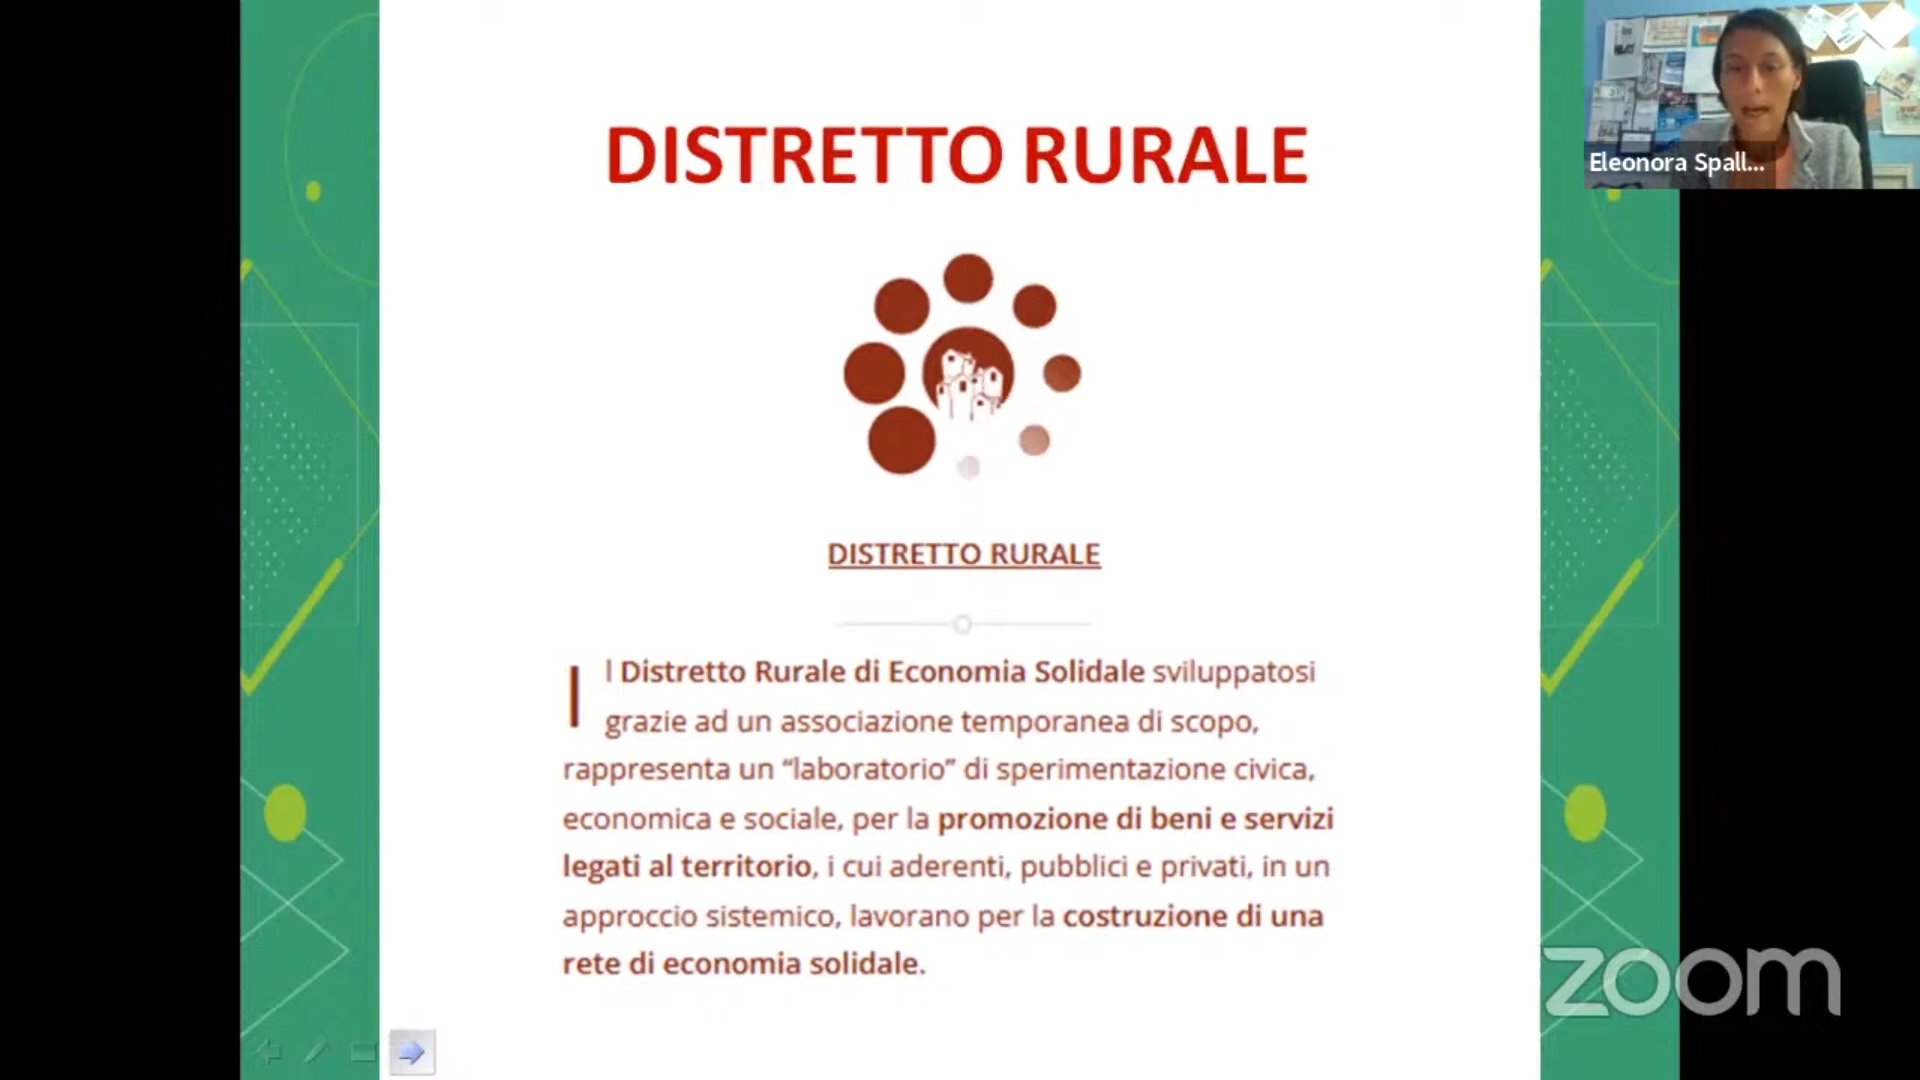 DISTRETTO RURALE
Eleonora Spall...
DISTRETTO RURALE
Il Distretto Rurale di Economia Solidale sviluppatosi
grazie ad un associazione temporanea di scopo,
rappresenta un “laboratorio” di sperimentazione civica,
economica e sociale, per la promozione di beni e servizi
legati al territorio, i cui aderenti, pubblici e privati, in un
approccio sistemico, lavorano per la costruzione di una
rete di economia solidale.
zoom